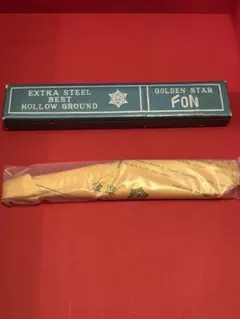 EXTRA STEEL
BEST
HOLLOW GROUND
GOLDEN STAR
FON